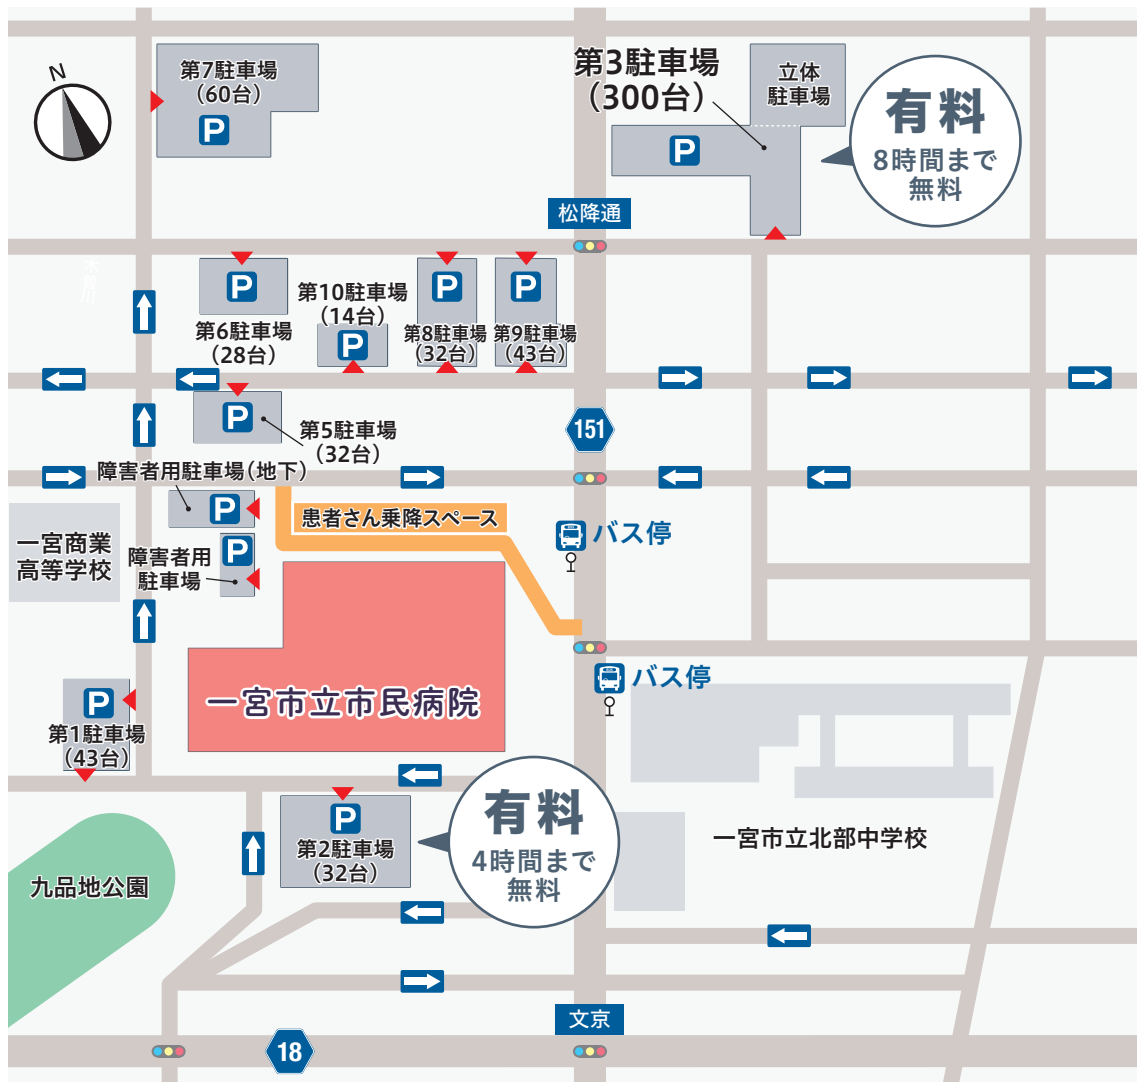 N
第7駐車場
（60台）
P
第3駐車場
（300台）
立体
駐車場
P
有料
8時間まで
無料
松降通
P
第6駐車場
（28台）
第10駐車場
（14台）
P
P
第8駐車場
（32台）
P
第9駐車場
（43台）
P
第5駐車場
（32台）
151
障害者用駐車場（地下）
P
患者さん乗降スペース
バス停
一宮商業
高等学校
P
障害者用
駐車場
一宮市立市民病院
バス停
P
第1駐車場
（43台）
P
第2駐車場
（32台）
有料
4時間まで
無料
一宮市立北部中学校
九品地公園
文京
18